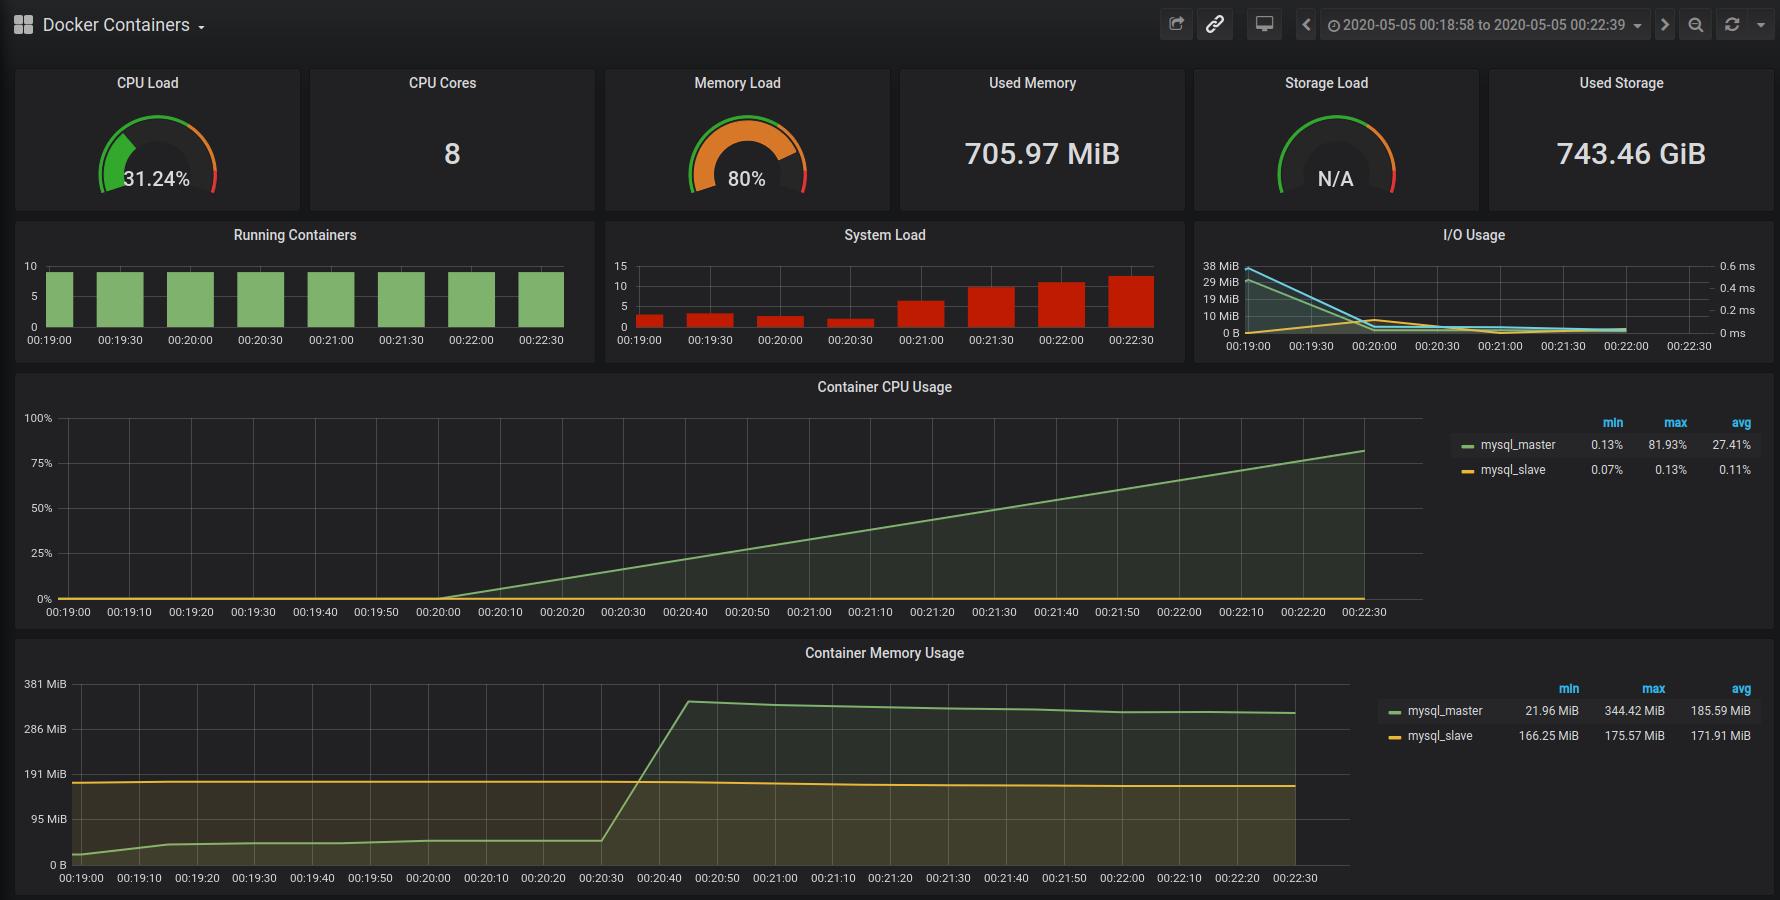 Docker Containers
2020-05-05 00:18:58 to 2020-05-05 00:22:39
CPU Load
CPU Cores
Memory Load
Used Memory
Storage Load
Used Storage
31.24%
8
80%
705.97 MiB
N/A
743.46 GiB
Running Containers
10
5
0
00:19:00 00:19:30 00:20:00 00:20:30 00:21:00 00:21:30 00:22:00 00:22:30
System Load
15
10
5
0
00:19:00 00:19:30 00:20:00 00:20:30 00:21:00 00:21:30 00:22:00 00:22:30
I/O Usage
38 MiB 0.6 ms
29 MiB 0.4 ms
19 MiB 0.2 ms
10 MiB
0 B 0 ms
00:19:00 00:19:30 00:20:00 00:20:30 00:21:00 00:21:30 00:22:00 00:22:30
Container CPU Usage
100%
75%
50%
25%
0%
00:19:00 00:19:10 00:19:20 00:19:30 00:19:40 00:19:50 00:20:00 00:20:10 00:20:20 00:20:30 00:20:40 00:20:50 00:21:00 00:21:10 00:21:20 00:21:30 00:21:40 00:21:50 00:22:00 00:22:10 00:22:20 00:22:30
min max avg
mysql_master 0.13% 81.93% 27.41%
mysql_slave 0.07% 0.13% 0.11%
Container Memory Usage
381 MiB
286 MiB
191 MiB
95 MiB
0 B
00:19:00 00:19:10 00:19:20 00:19:30 00:19:40 00:19:50 00:20:00 00:20:10 00:20:20 00:20:30 00:20:40 00:20:50 00:21:00 00:21:10 00:21:20 00:21:30 00:21:40 00:21:50 00:22:00 00:22:10 00:22:20 00:22:30
min max avg
mysql_master 21.96 MiB 344.42 MiB 185.59 MiB
mysql_slave 166.25 MiB 175.57 MiB 171.91 MiB